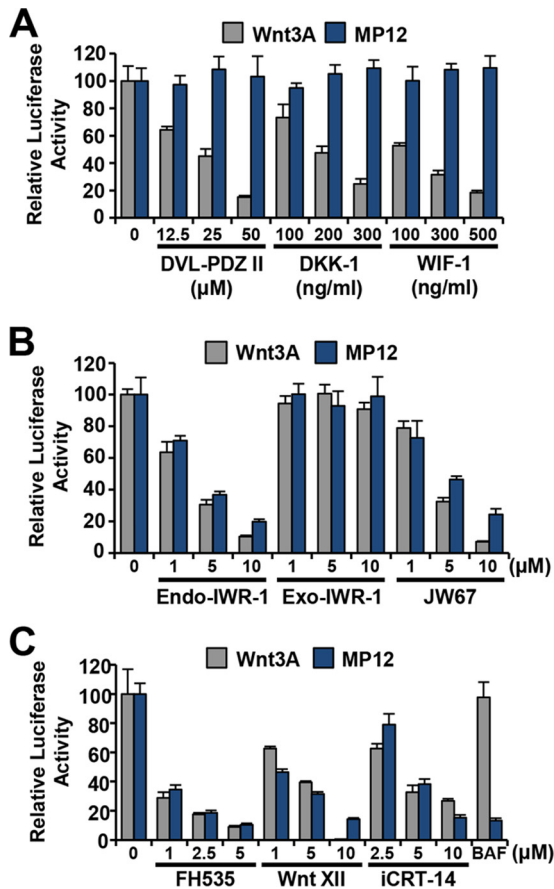 A
Wnt3A MP12
Relative Luciferase
Activity
120
100
80
60
40
20
0
0 12.5 25 50 100 200 300 100 300 500
DVL-PDZ II DKK-1 WIF-1
(µM) (ng/ml) (ng/ml)
B
Wnt3A MP12
Relative Luciferase
Activity
120
100
80
60
40
20
0
0 1 5 10 1 5 10 1 5 10 (µM)
Endo-IWR-1 Exo-IWR-1 JW67
C
Wnt3A MP12
Relative Luciferase
Activity
120
100
80
60
40
20
0
0 1 2.5 5 1 5 10 2.5 5 10 BAF (µM)
FH535 Wnt XII iCRT-14